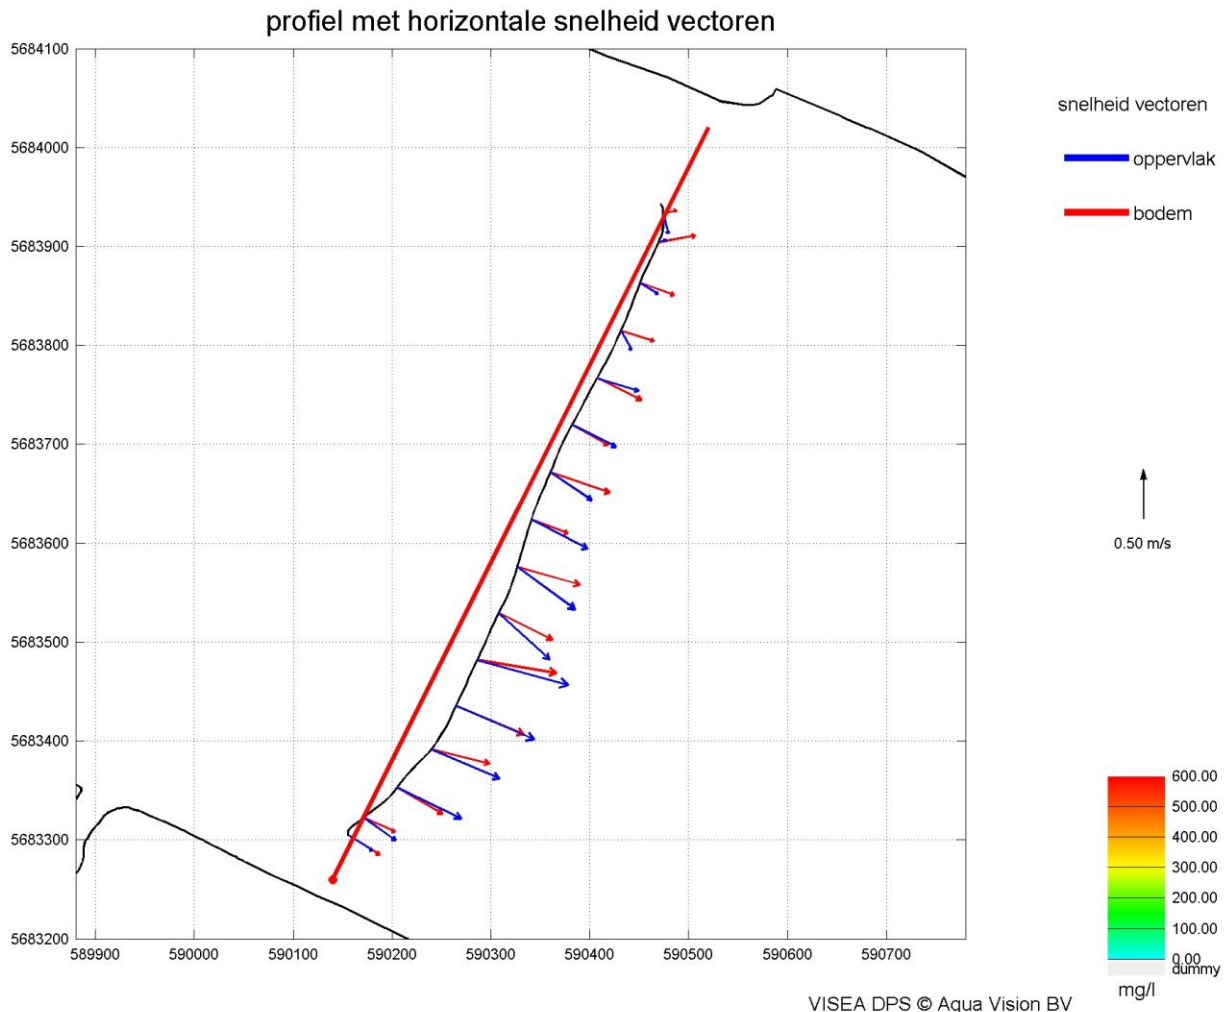 profiel met horizontale snelheid vectoren
5684100
5684000
5683900
5683800
5683700
5683600
5683500
5683400
5683300
5683200
589900 590000 590100 590200 590300 590400 590500 590600 590700
snelheid vectoren
oppervlak
bodem
0.50 m/s
600.00
500.00
400.00
300.00
200.00
100.00
0.00
dummy
mg/l
VISEA DPS © Aqua Vision BV